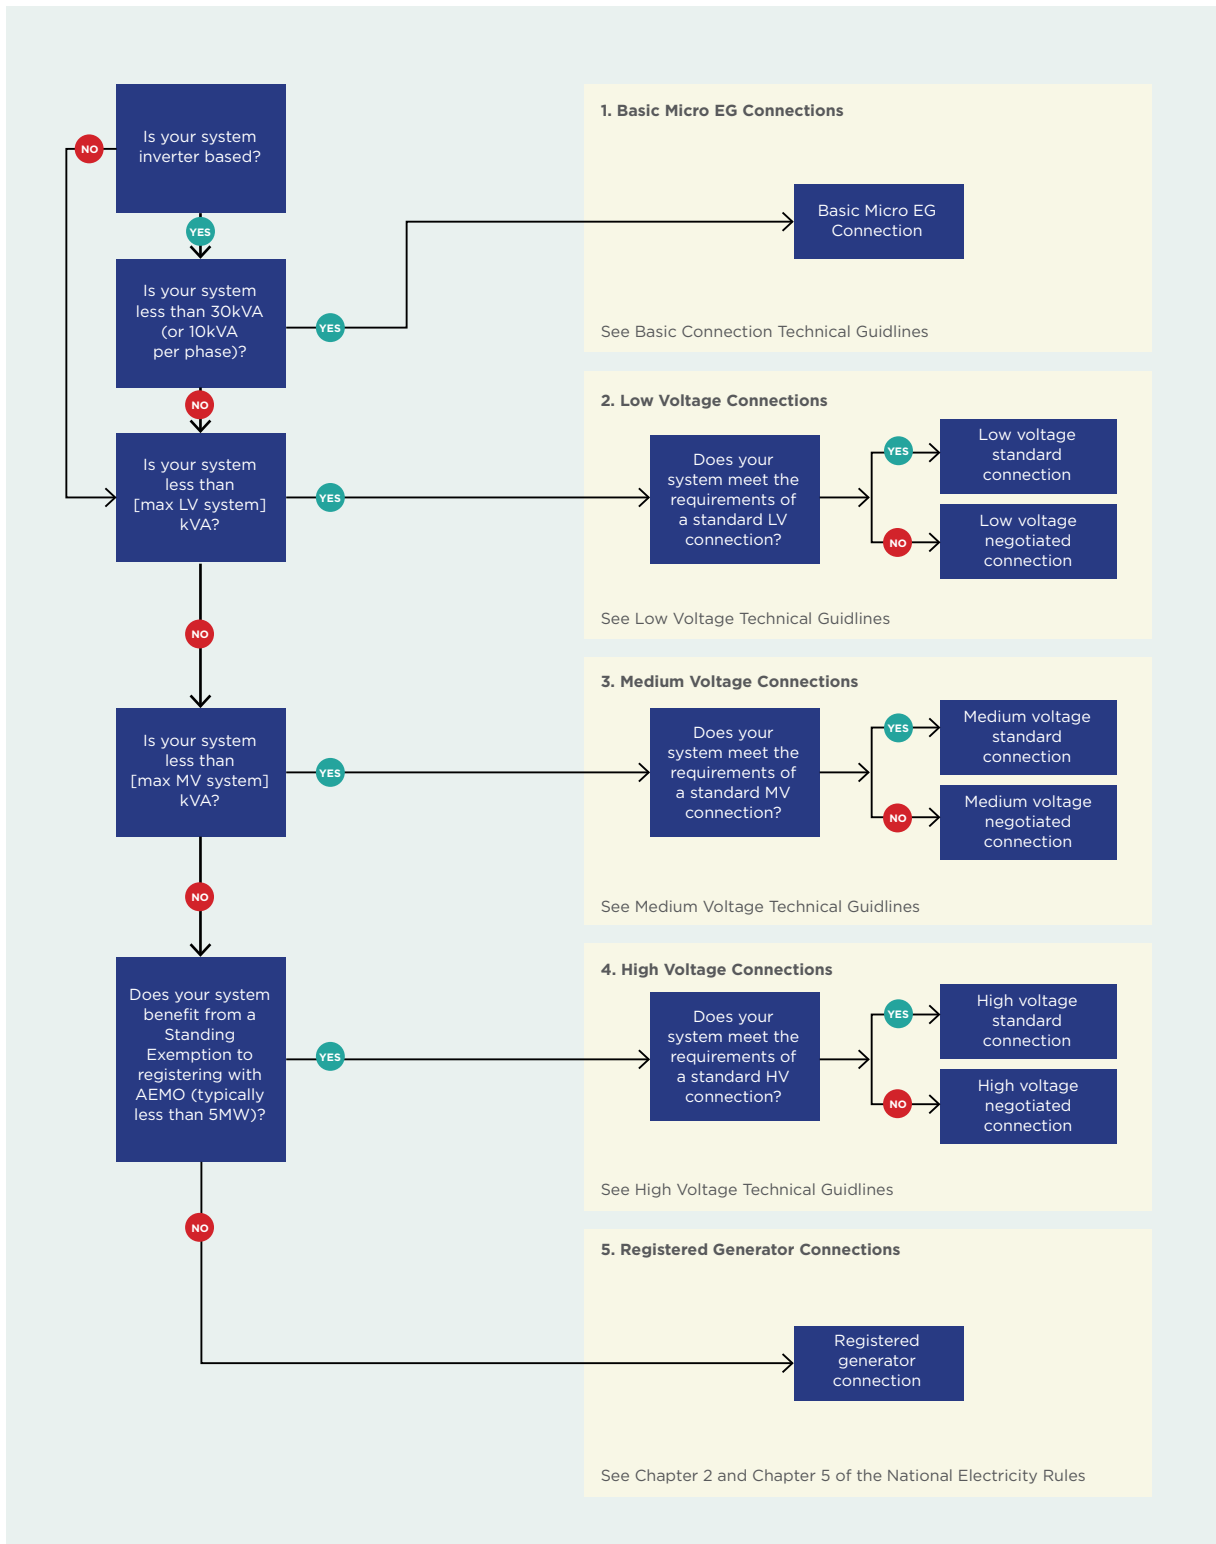 Is your system
inverter based?
NO
YES
Is your system
less than 30kVA
(or 10kVA
per phase)?
YES
NO
Is your system
less than
[max LV system]
kVA?
YES
NO
Is your system
less than
[max MV system]
kVA?
YES
NO
Does your system
benefit from a
Standing
Exemption to
registering with
AEMO (typically
less than 5MW)?
YES
NO
1. Basic Micro EG Connections
Basic Micro EG
Connection
See Basic Connection Technical Guidlines
2. Low Voltage Connections
Does your
system meet the
requirements of
a standard LV
connection?
YES
Low voltage
standard
connection
NO
Low voltage
negotiated
connection
See Low Voltage Technical Guidlines
3. Medium Voltage Connections
Does your
system meet the
requirements of
a standard MV
connection?
YES
Medium voltage
standard
connection
NO
Medium voltage
negotiated
connection
See Medium Voltage Technical Guidlines
4. High Voltage Connections
Does your
system meet the
requirements of
a standard HV
connection?
YES
High voltage
standard
connection
NO
High voltage
negotiated
connection
See High Voltage Technical Guidlines
5. Registered Generator Connections
Registered
generator
connection
See Chapter 2 and Chapter 5 of the National Electricity Rules